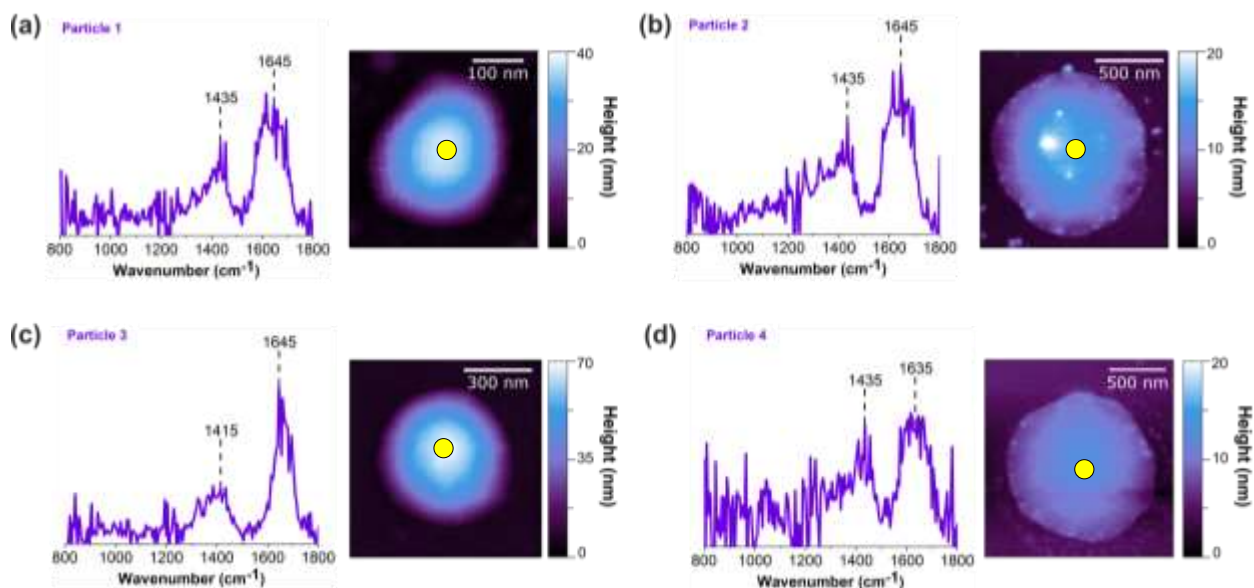 (a) Particle 1
1435
1645
800 1000 1200 1400 1600 1800
Wavenumber (cm-1)
100 nm
40
20
0
Height (nm)
(b) Particle 2
1435
1645
800 1000 1200 1400 1600 1800
Wavenumber (cm-1)
500 nm
20
10
0
Height (nm)
(c) Particle 3
1415
1645
800 1000 1200 1400 1600 1800
Wavenumber (cm-1)
300 nm
70
35
0
Height (nm)
(d) Particle 4
1435
1635
800 1000 1200 1400 1600 1800
Wavenumber (cm-1)
500 nm
20
10
0
Height (nm)